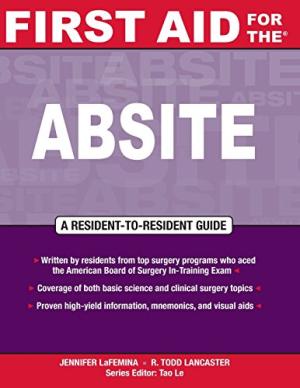 FIRST AID FOR THE®
ABSITE
ABSITE
ABSITE
A RESIDENT-TO-RESIDENT GUIDE
Written by residents from top surgery programs who aced
the American Board of Surgery In-Training Exam
Coverage of both basic science and clinical surgery topics
Proven high-yield information, mnemonics, and visual aids
JENNIFER LaFEMINA • R. TODD LANCASTER
Series Editor: Tao Le